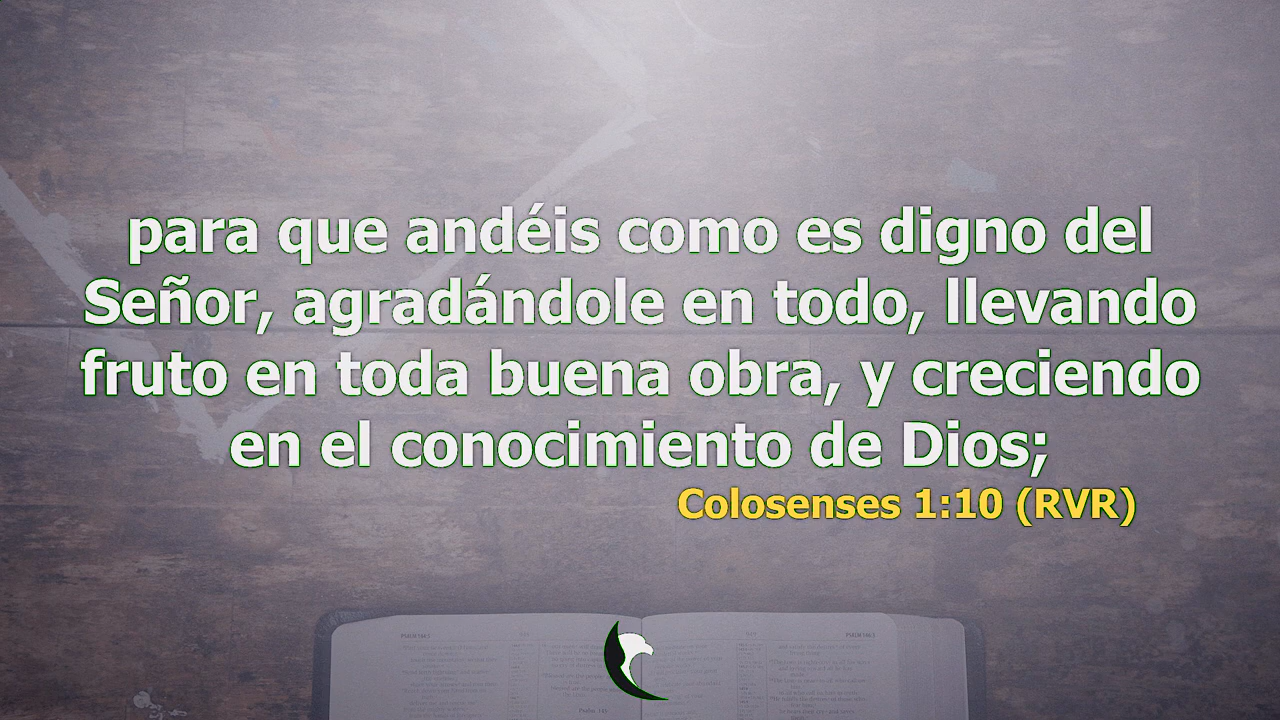 para que andéis como es digno del
Señor, agradándole en todo, llevando
fruto en toda buena obra, y creciendo
en el conocimiento de Dios;
Colosenses 1:10 (RVR)